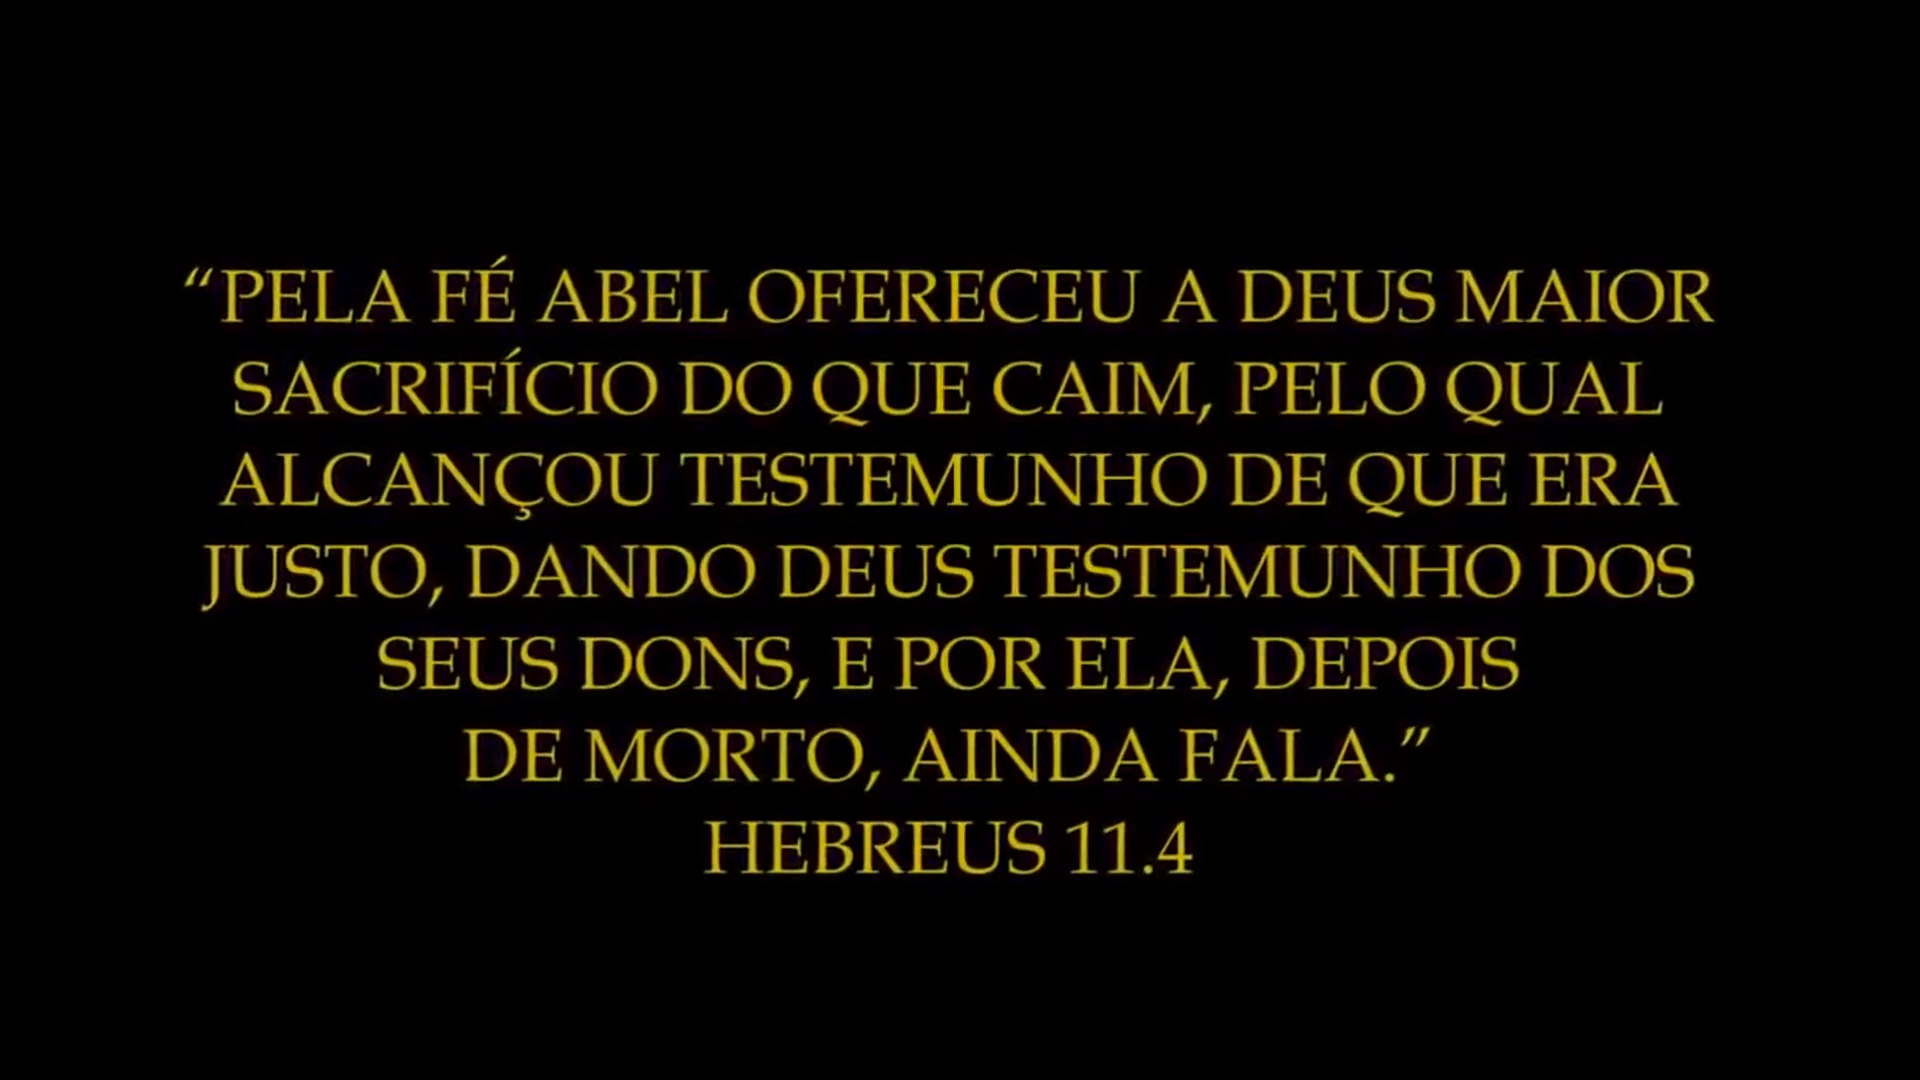 “PELA FÉ ABEL OFERECEU A DEUS MAIOR
SACRIFÍCIO DO QUE CAIM, PELO QUAL
ALCANÇOU TESTEMUNHO DE QUE ERA
JUSTO, DANDO DEUS TESTEMUNHO DOS
SEUS DONS, E POR ELA, DEPOIS
DE MORTO, AINDA FALA.”
HEBREUS 11.4